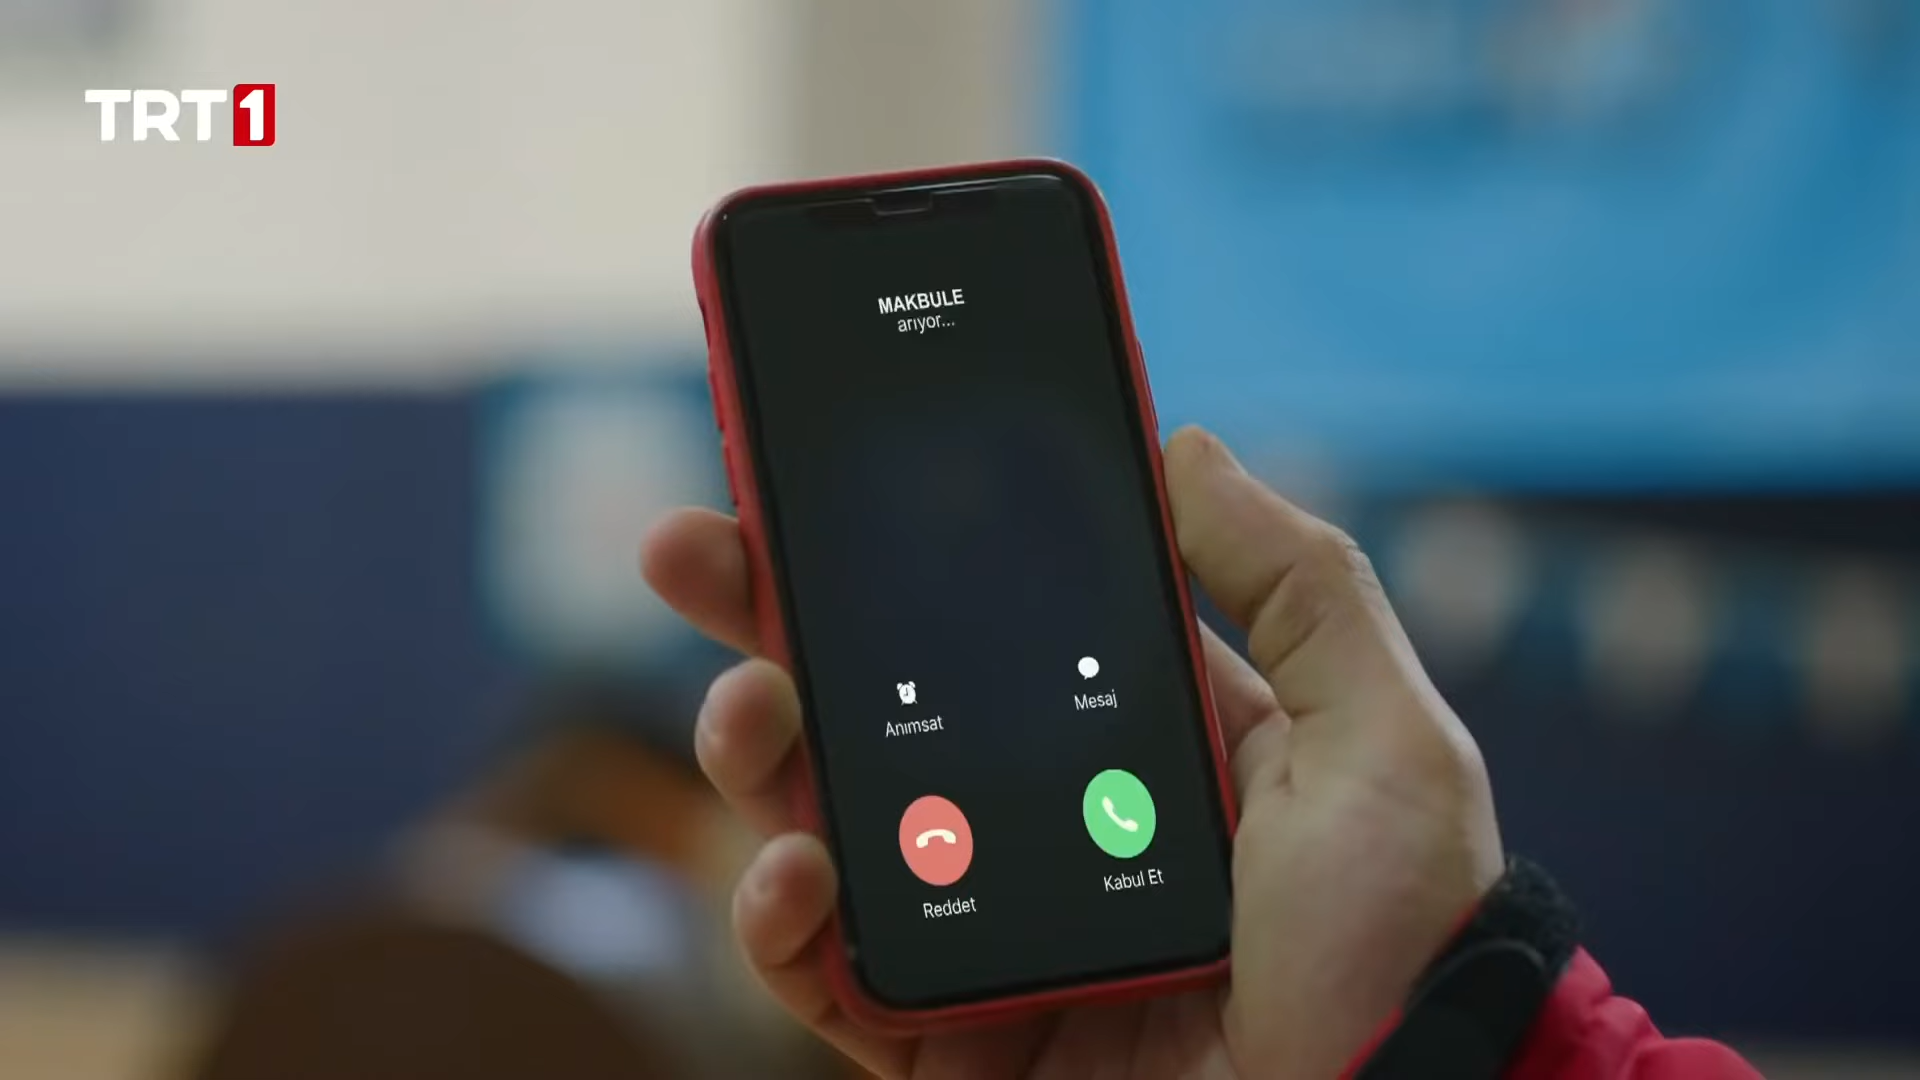 TRT1
MAKBULE
arıyor...
Anımsat
Mesaj
Reddet
Kabul Et